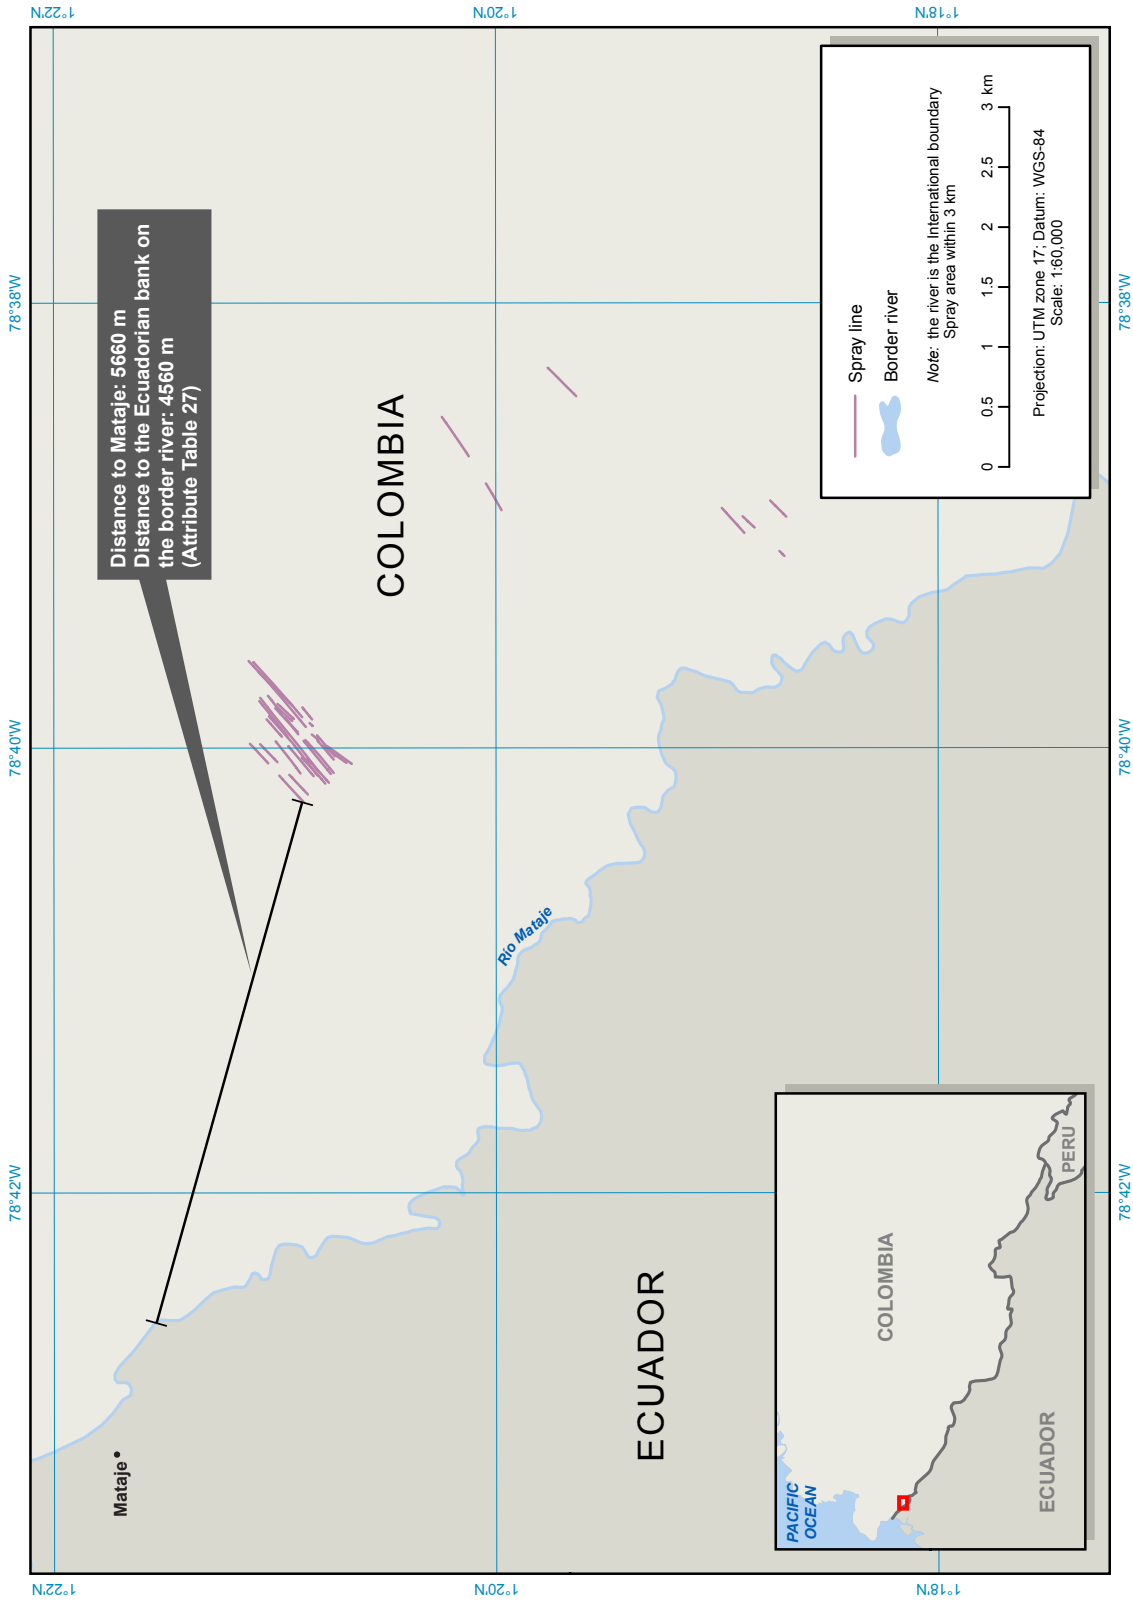 1°22'N
1°20'N
1°18'N
78°38'W
78°40'W
78°42'W
Distance to Mataje: 5660 m
Distance to the Ecuadorian bank on
the border river: 4560 m
(Attribute Table 27)
COLOMBIA
Rio Mataje
Mataje
ECUADOR
Spray line
Border river
Note: the river is the International boundary
Spray area within 3 km
0 0.5 1 1.5 2 2.5 3 km
Projection: UTM zone 17; Datum: WGS-84
Scale: 1:60,000
PACIFIC
OCEAN
COLOMBIA
ECUADOR
PERU
78°38'W
78°40'W
78°42'W
1°22'N
1°20'N
1°18'N